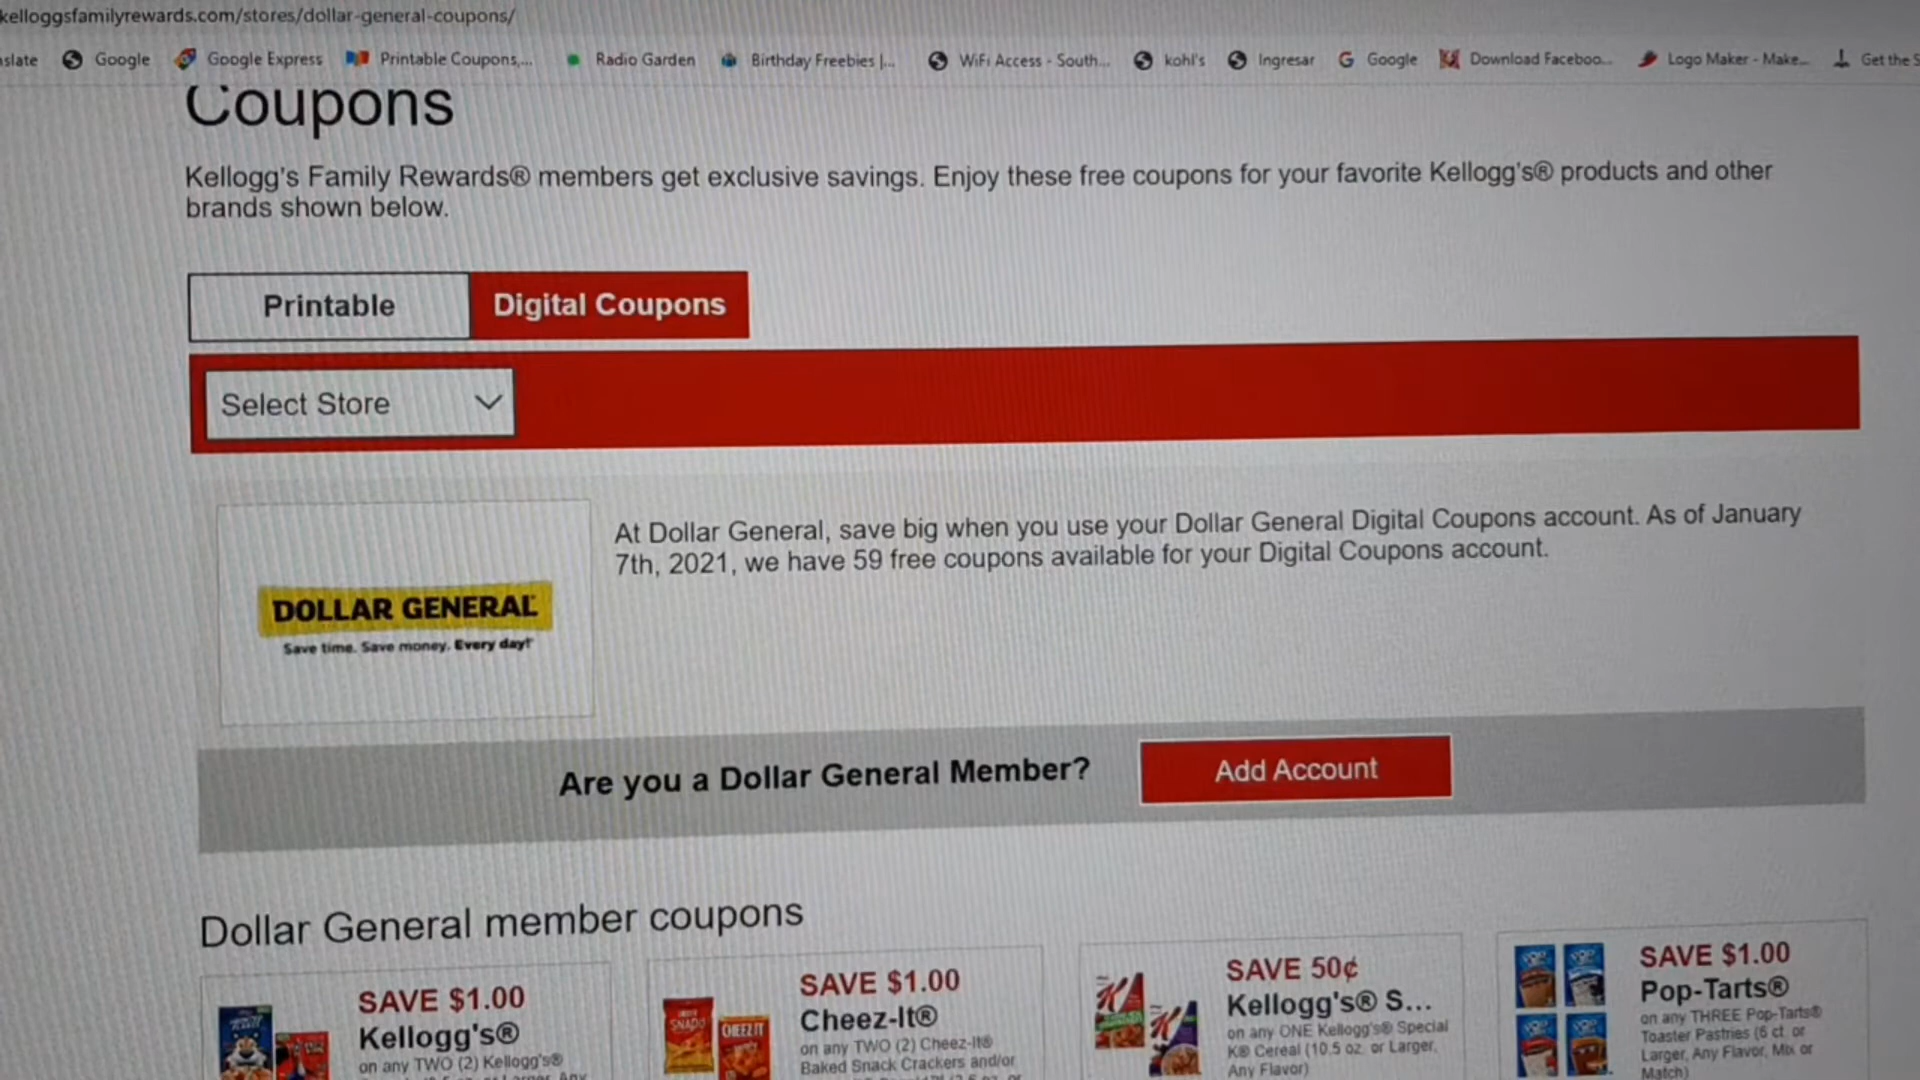 kelloggsfamilyrewards.com/stores/dollar-general-coupons/
slate Google Google Express Printable Coupons,... Radio Garden Birthday Freebies |... WiFi Access - South... kohl's Ingresar Google Download Faceboo... Logo Maker - Make... Get the S
Coupons
Kellogg's Family Rewards® members get exclusive savings. Enjoy these free coupons for your favorite Kellogg's® products and other
brands shown below.
Printable Digital Coupons
Select Store
At Dollar General, save big when you use your Dollar General Digital Coupons account. As of January
7th, 2021, we have 59 free coupons available for your Digital Coupons account.
DOLLAR GENERAL
Save time. Save money. Every day!
Are you a Dollar General Member? Add Account
Dollar General member coupons
SAVE $1.00
Kellogg's®
on any TWO (2) Kellogg's®
CHEEZ-IT
SAVE $1.00
Cheez-It®
on any TWO (2) Cheez-It®
Baked Snack Crackers and/or
SAVE 50¢
Kellogg's® S...
on any ONE Kellogg's® Special
K® Cereal (10.5 oz. or Larger,
Any Flavor)
SAVE $1.00
Pop-Tarts®
on any THREE Pop-Tarts®
Toaster Pastries (6 ct. or
Larger, Any Flavor, Mix or
Match)